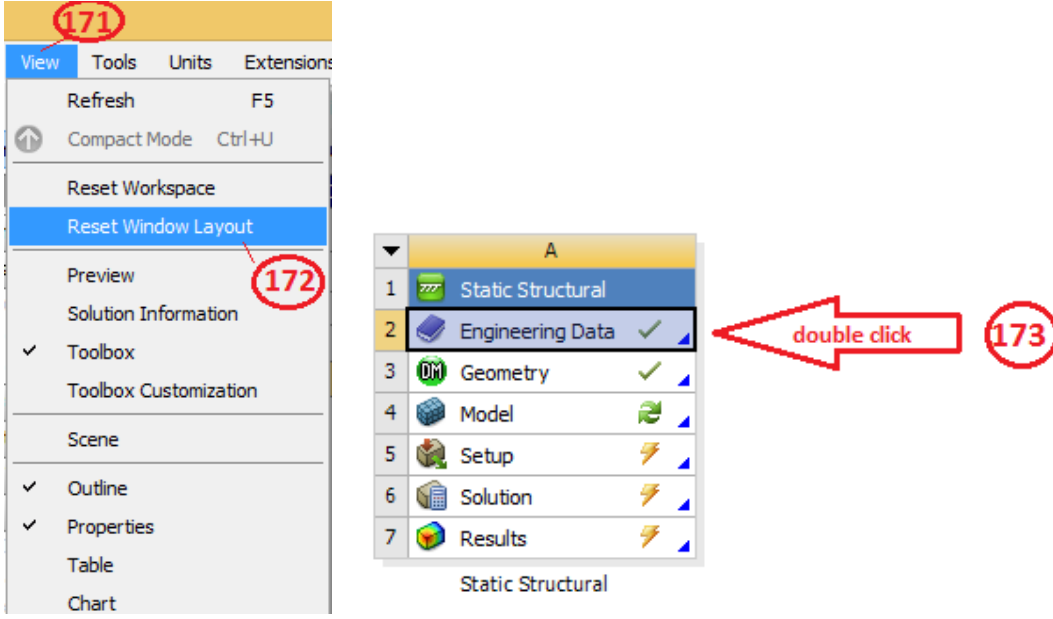 171
View Tools Units Extensions
Refresh F5
Compact Mode Ctrl+U
Reset Workspace
Reset Window Layout
172
Preview
Solution Information
Toolbox
Toolbox Customization
Scene
Outline
Properties
Table
Chart
A
1 Static Structural
2 Engineering Data
3 DM Geometry
4 Model
5 Setup
6 Solution
7 Results
Static Structural
double click
173